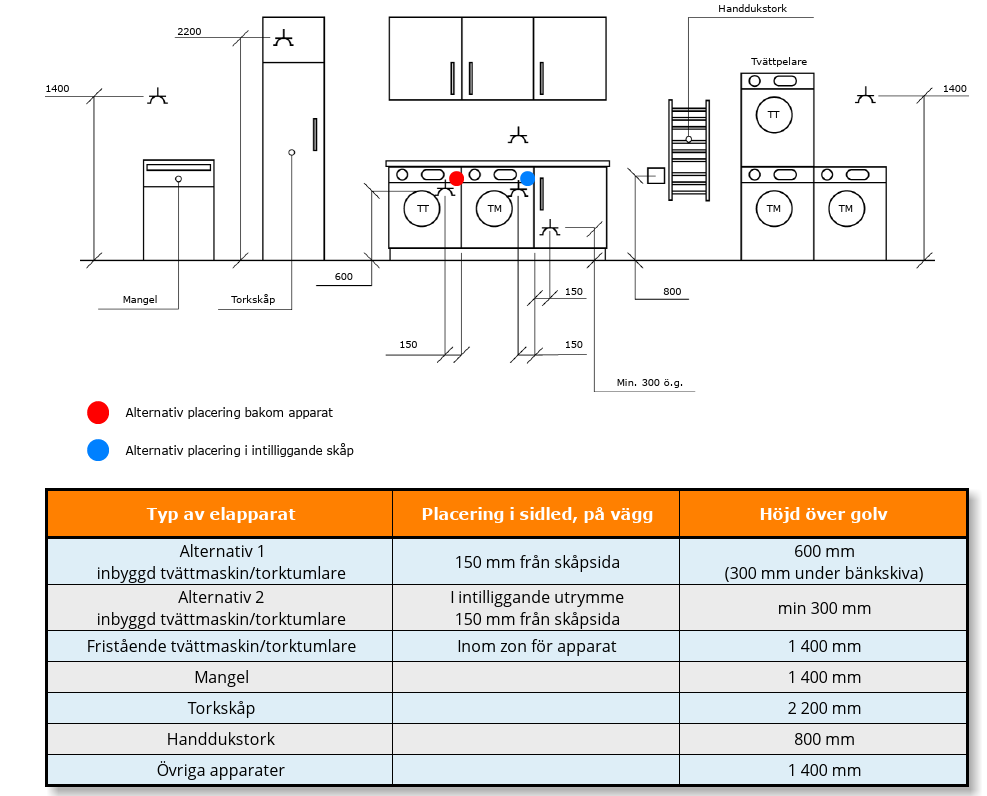 Handdukstork
2200
Tvättpelare
1400
1400
TT
TT
TM
TM
TM
600
Mangel
Torkskåp
150
800
150
150
Min. 300 ö.g.
Alternativ placering bakom apparat
Alternativ placering i intilliggande skåp
Typ av elapparat Placering i sidled, på vägg Höjd över golv
Alternativ 1
inbyggd tvättmaskin/torktumlare
150 mm från skåpsida
600 mm
(300 mm under bänkskiva)
Alternativ 2
inbyggd tvättmaskin/torktumlare
I intilliggande utrymme
150 mm från skåpsida
min 300 mm
Fristående tvättmaskin/torktumlare Inom zon för apparat 1 400 mm
Mangel 1 400 mm
Torkskåp 2 200 mm
Handdukstork 800 mm
Övriga apparater 1 400 mm